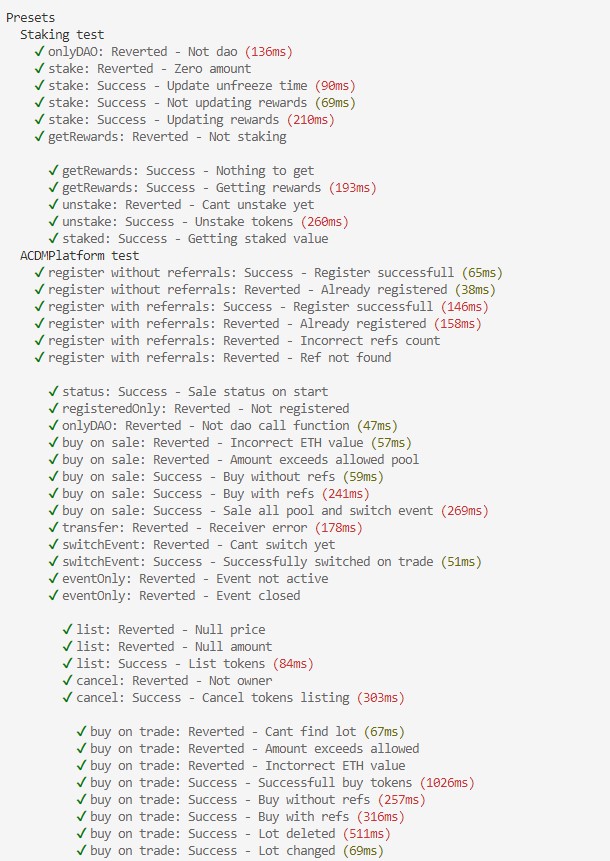 Presets
Staking test
✓ onlyDAO: Reverted - Not dao (136ms)
✓ stake: Reverted - Zero amount
✓ stake: Success - Update unfreeze time (90ms)
✓ stake: Success - Not updating rewards (69ms)
✓ stake: Success - Updating rewards (210ms)
✓ getRewards: Reverted - Not staking
✓ getRewards: Success - Nothing to get
✓ getRewards: Success - Getting rewards (193ms)
✓ unstake: Reverted - Cant unstake yet
✓ unstake: Success - Unstake tokens (260ms)
✓ staked: Success - Getting staked value
ACDMPlatform test
✓ register without referrals: Success - Register successfull (65ms)
✓ register without referrals: Reverted - Already registered (38ms)
✓ register with referrals: Success - Register successfull (146ms)
✓ register with referrals: Reverted - Already registered (158ms)
✓ register with referrals: Reverted - Incorrect refs count
✓ register with referrals: Reverted - Ref not found
✓ status: Success - Sale status on start
✓ registeredOnly: Reverted - Not registered
✓ onlyDAO: Reverted - Not dao call function (47ms)
✓ buy on sale: Reverted - Incorrect ETH value (57ms)
✓ buy on sale: Reverted - Amount exceeds allowed pool
✓ buy on sale: Success - Buy without refs (59ms)
✓ buy on sale: Success - Buy with refs (241ms)
✓ buy on sale: Success - Sale all pool and switch event (269ms)
✓ transfer: Reverted - Receiver error (178ms)
✓ switchEvent: Reverted - Cant switch yet
✓ switchEvent: Success - Successfully switched on trade (51ms)
✓ eventOnly: Reverted - Event not active
✓ eventOnly: Reverted - Event closed
✓ list: Reverted - Null price
✓ list: Reverted - Null amount
✓ list: Success - List tokens (84ms)
✓ cancel: Reverted - Not owner
✓ cancel: Success - Cancel tokens listing (303ms)
✓ buy on trade: Reverted - Cant find lot (67ms)
✓ buy on trade: Reverted - Amount exceeds allowed
✓ buy on trade: Reverted - Inctorrect ETH value
✓ buy on trade: Success - Successfull buy tokens (1026ms)
✓ buy on trade: Success - Buy without refs (257ms)
✓ buy on trade: Success - Buy with refs (316ms)
✓ buy on trade: Success - Lot deleted (511ms)
✓ buy on trade: Success - Lot changed (69ms)